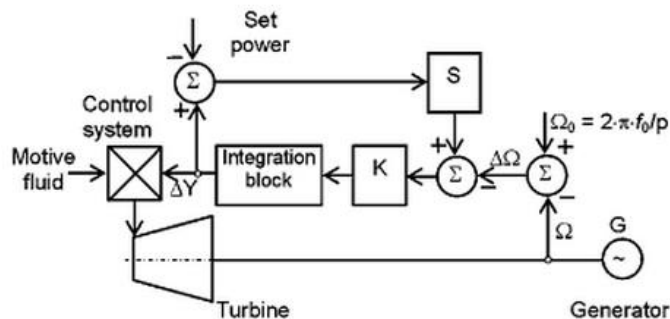 Set
power
−
Σ
+
S
Control
system
Ω₀ = 2·π·f₀/p
Motive
fluid
ΔY
Integration
block
K
+
Σ
−
ΔΩ
+
Σ
−
Ω
G
~
Turbine
Generator